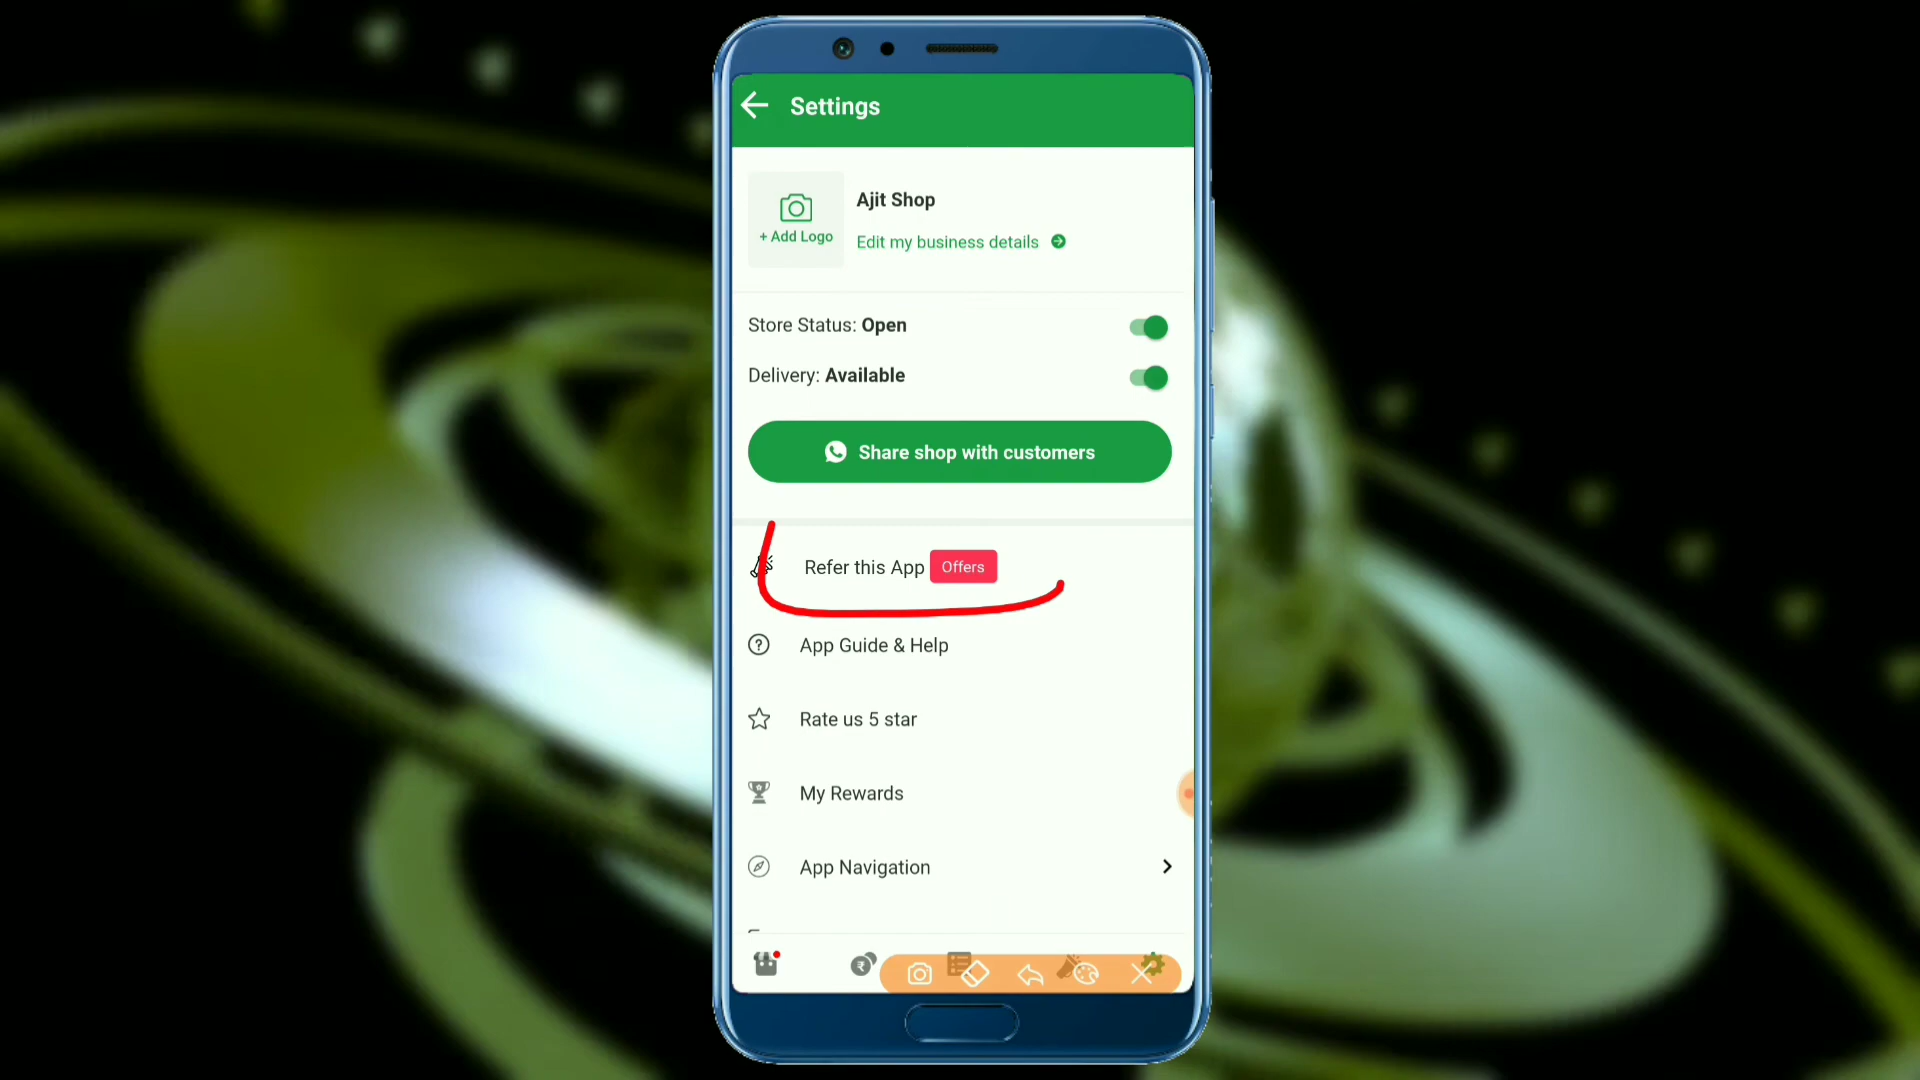 Settings
Ajit Shop
+ Add Logo
Edit my business details
Store Status: Open
Delivery: Available
Share shop with customers
Refer this App Offers
App Guide & Help
Rate us 5 star
My Rewards
App Navigation